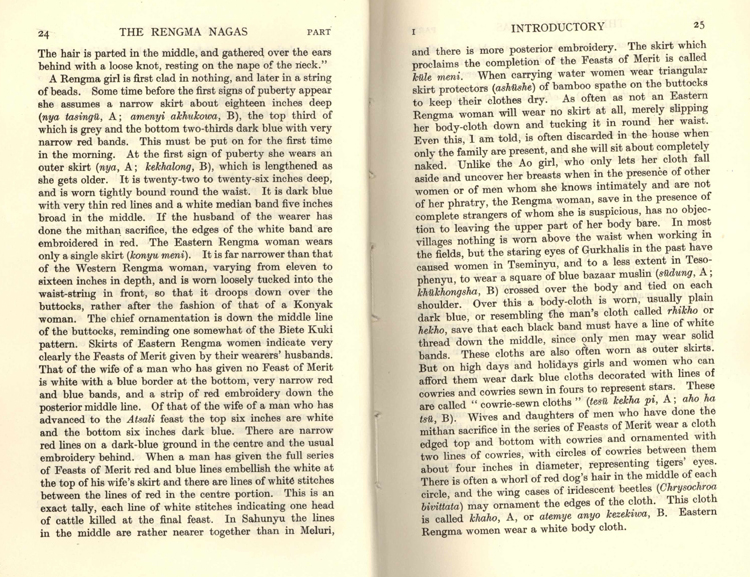 24 THE RENGMA NAGAS PART
The hair is parted in the middle, and gathered over the ears
behind with a loose knot, resting on the nape of the neck."
A Rengma girl is first clad in nothing, and later in a string
of beads. Some time before the first signs of puberty appear
she assumes a narrow skirt about eighteen inches deep
(nya tasingü, A; amenyi akhukowa, B), the top third of
which is grey and the bottom two-thirds dark blue with very
narrow red bands. This must be put on for the first time
in the morning. At the first sign of puberty she wears an
outer skirt (nya, A; kekhalong, B), which is lengthened as
she gets older. It is twenty-two to twenty-six inches deep,
and is worn tightly bound round the waist. It is dark blue
with very thin red lines and a white median band five inches
broad in the middle. If the husband of the wearer has
done the mithan sacrifice, the edges of the white band are
embroidered in red. The Eastern Rengma woman wears
only a single skirt (konyu meni). It is far narrower than that
of the Western Rengma woman, varying from eleven to
sixteen inches in depth, and is worn loosely tucked into the
waist-string in front, so that it droops down over the
buttocks, rather after the fashion of that of a Konyak
woman. The chief ornamentation is down the middle line
of the buttocks, reminding one somewhat of the Biete Kuki
pattern. Skirts of Eastern Rengma women indicate very
clearly the Feasts of Merit given by their wearers' husbands.
That of the wife of a man who has given no Feast of Merit
is white with a blue border at the bottom, very narrow red
and blue bands, and a strip of red embroidery down the
posterior middle line. Of that of the wife of a man who has
advanced to the Atsali feast the top six inches are white
and the bottom six inches dark blue. There are narrow
red lines on a dark-blue ground in the centre and the usual
embroidery behind. When a man has given the full series
of Feasts of Merit red and blue lines embellish the white at
the top of his wife's skirt and there are lines of white stitches
between the lines of red in the centre portion. This is an
exact tally, each line of white stitches indicating one head
of cattle killed at the final feast. In Sahunyu the lines
in the middle are rather nearer together than in Meluri,
I INTRODUCTORY 25
and there is more posterior embroidery. The skirt which
proclaims the completion of the Feasts of Merit is called
küle meni. When carrying water women wear triangular
skirt protectors (ashüshe) of bamboo spathe on the buttocks
to keep their clothes dry. As often as not an Eastern
Rengma woman will wear no skirt at all, merely slipping
her body-cloth down and tucking it in round her waist.
Even this, I am told, is often discarded in the house when
only the family are present, and she will sit about completely
naked. Unlike the Ao girl, who only lets her cloth fall
aside and uncover her breasts when in the presence of other
women or of men whom she knows intimately and are not
of her phratry, the Rengma woman, save in the presence of
complete strangers of whom she is suspicious, has no objec-
tion to leaving the upper part of her body bare. In most
villages nothing is worn above the waist when working in
the fields, but the staring eyes of Gurkhalis in the past have
caused women in Tseminyu, and to a less extent in Teso-
phenyu, to wear a square of blue bazaar muslin (südung, A;
khükhongsha, B) crossed over the body and tied on each
shoulder. Over this a body-cloth is worn, usually plain
dark blue, or resembling the man's cloth called rhikho or
hekho, save that each black band must have a line of white
thread down the middle, since only men may wear solid
bands. These cloths are also often worn as outer skirts.
But on high days and holidays girls and women who can
afford them wear dark blue cloths decorated with lines of
cowries and cowries sewn in fours to represent stars. These
are called "cowrie-sewn cloths" (tesü kekha pi, A; aho ha
tsü, B). Wives and daughters of men who have done the
mithan sacrifice in the series of Feasts of Merit wear a cloth
edged top and bottom with cowries and ornamented with
two lines of cowries, with circles of cowries between them
about four inches in diameter, representing tigers' eyes.
There is often a whorl of red dog's hair in the middle of each
circle, and the wing cases of iridescent beetles (Chrysochroa
bivittata) may ornament the edges of the cloth. This cloth
is called khaho, A, or atemye anyo kezekiwa, B. Eastern
Rengma women wear a white body cloth.